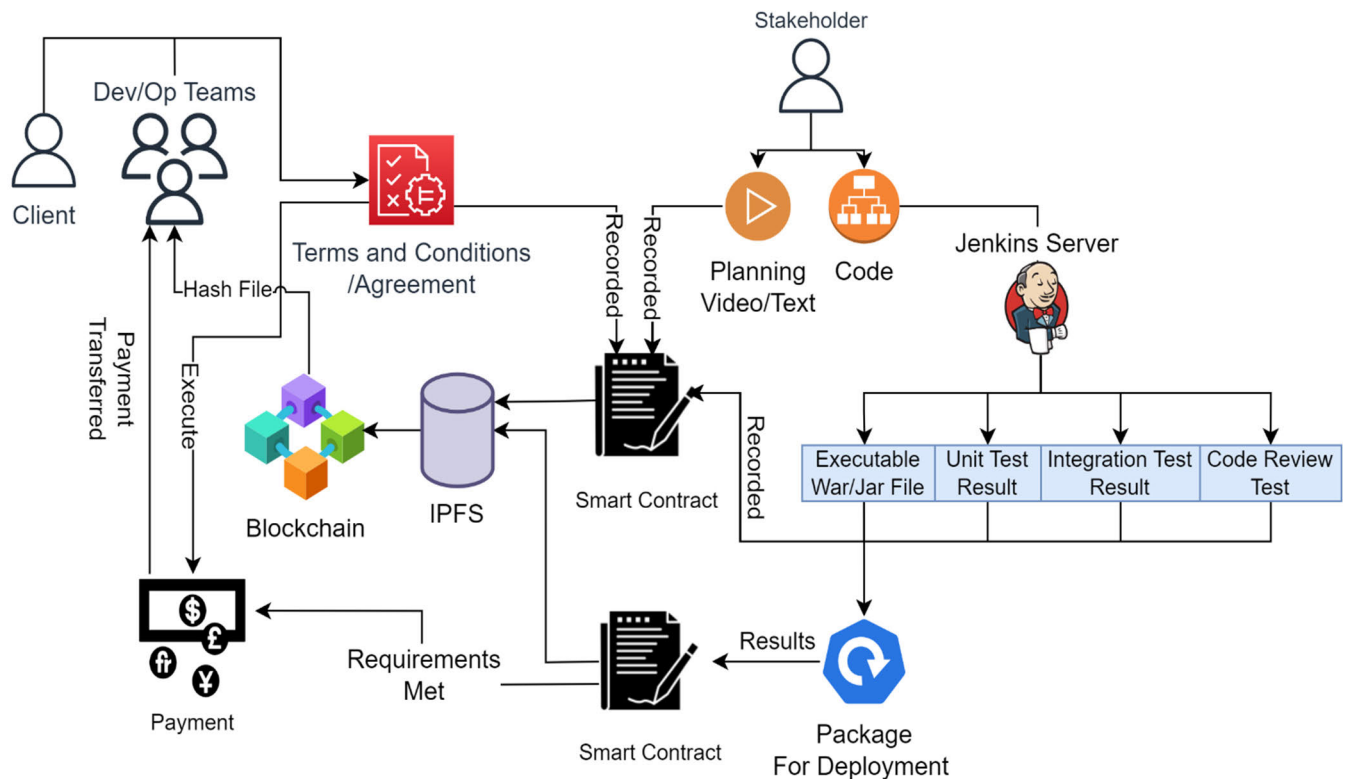 Stakeholder
Dev/Op Teams
Client
Terms and Conditions
/Agreement
Recorded
Recorded
Planning
Video/Text
Code
Jenkins Server
Hash File
Payment
Transferred
Execute
Blockchain
IPFS
Smart Contract
Recorded
Executable
War/Jar File
Unit Test
Result
Integration Test
Result
Code Review
Test
$
£
fr
¥
Payment
Requirements
Met
Smart Contract
Results
Package
For Deployment